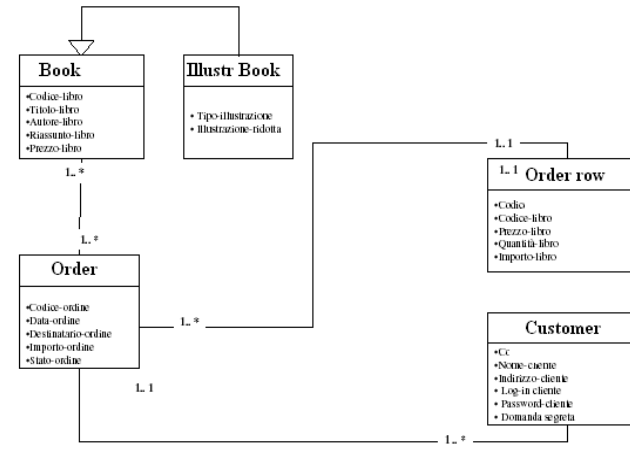 Book
•Codice-libro
•Titolo-libro
•Autore-libro
•Riassunto-libro
•Prezzo-libro
Illustr Book
• Tipo-illustrazione
• Illustrazione-ridotta
1.. *
1.. *
1.. 1
1.. 1
Order row
•Codice-libro
•Prezzo-libro
•Quantità-libro
•Importo-libro
Order
•Codice-ordine
•Data-ordine
•Destinatario-ordine
•Importo-ordine
•Stato-ordine
1.. *
Customer
•Nome-cliente
•Indirizzo-cliente
• Log-in cliente
• Password-cliente
• Domanda segreta
1.. 1
1.. *